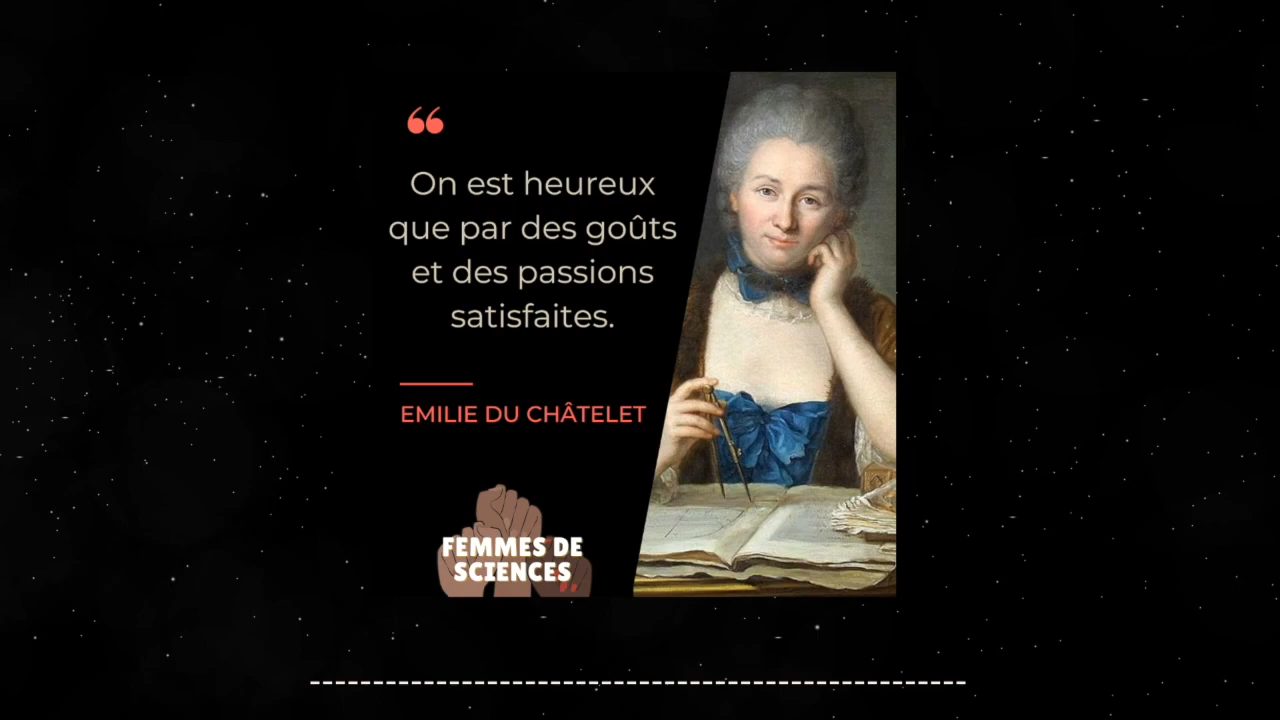 “
On est heureux
que par des goûts
et des passions
satisfaites.
EMILIE DU CHÂTELET
FEMMES DE
SCIENCES